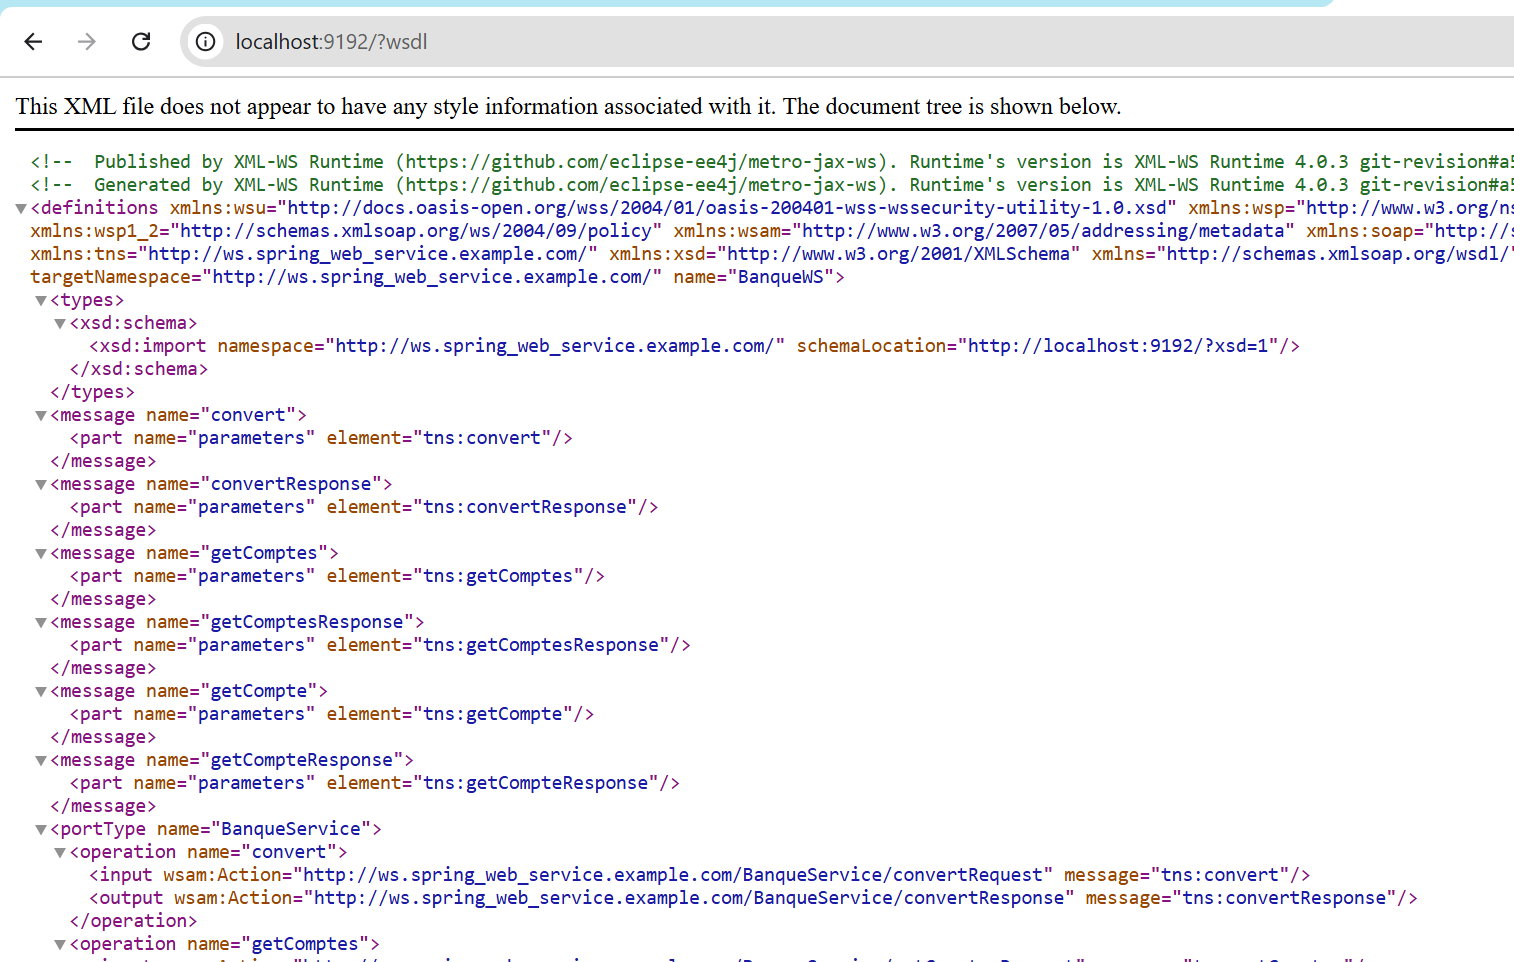 localhost:9192/?wsdl
This XML file does not appear to have any style information associated with it. The document tree is shown below.
<!--  Published by XML-WS Runtime (https://github.com/eclipse-ee4j/metro-jax-ws). Runtime's version is XML-WS Runtime 4.0.3 git-revision#a5
<!--  Generated by XML-WS Runtime (https://github.com/eclipse-ee4j/metro-jax-ws). Runtime's version is XML-WS Runtime 4.0.3 git-revision#a5
<definitions xmlns:wsu="http://docs.oasis-open.org/wss/2004/01/oasis-200401-wss-wssecurity-utility-1.0.xsd" xmlns:wsp="http://www.w3.org/ns
xmlns:wsp1_2="http://schemas.xmlsoap.org/ws/2004/09/policy" xmlns:wsam="http://www.w3.org/2007/05/addressing/metadata" xmlns:soap="http://s
xmlns:tns="http://ws.spring_web_service.example.com/" xmlns:xsd="http://www.w3.org/2001/XMLSchema" xmlns="http://schemas.xmlsoap.org/wsdl/"
targetNamespace="http://ws.spring_web_service.example.com/" name="BanqueWS">
<types>
<xsd:schema>
<xsd:import namespace="http://ws.spring_web_service.example.com/" schemaLocation="http://localhost:9192/?xsd=1"/>
</xsd:schema>
</types>
<message name="convert">
<part name="parameters" element="tns:convert"/>
</message>
<message name="convertResponse">
<part name="parameters" element="tns:convertResponse"/>
</message>
<message name="getComptes">
<part name="parameters" element="tns:getComptes"/>
</message>
<message name="getComptesResponse">
<part name="parameters" element="tns:getComptesResponse"/>
</message>
<message name="getCompte">
<part name="parameters" element="tns:getCompte"/>
</message>
<message name="getCompteResponse">
<part name="parameters" element="tns:getCompteResponse"/>
</message>
<portType name="BanqueService">
<operation name="convert">
<input wsam:Action="http://ws.spring_web_service.example.com/BanqueService/convertRequest" message="tns:convert"/>
<output wsam:Action="http://ws.spring_web_service.example.com/BanqueService/convertResponse" message="tns:convertResponse"/>
</operation>
<operation name="getComptes">